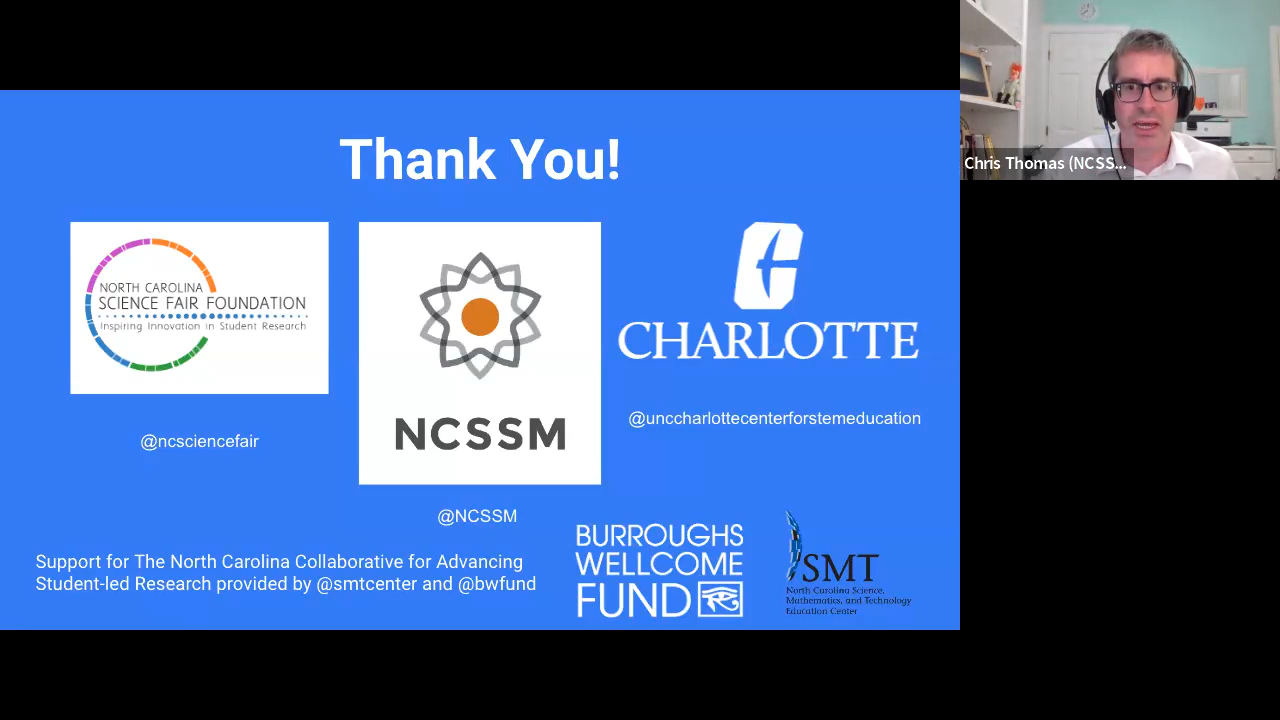 Thank You!
NORTH CAROLINA
SCIENCE FAIR FOUNDATION
Inspiring Innovation in Student Research
@ncsciencefair
NCSSM
@NCSSM
CHARLOTTE
@unccharlottecenterforstemeducation
Support for The North Carolina Collaborative for Advancing
Student-led Research provided by @smtcenter and @bwfund
BURROUGHS
WELLCOME
FUND
SMT
North Carolina Science,
Mathematics, and Technology
Education Center
Chris Thomas (NCSS...